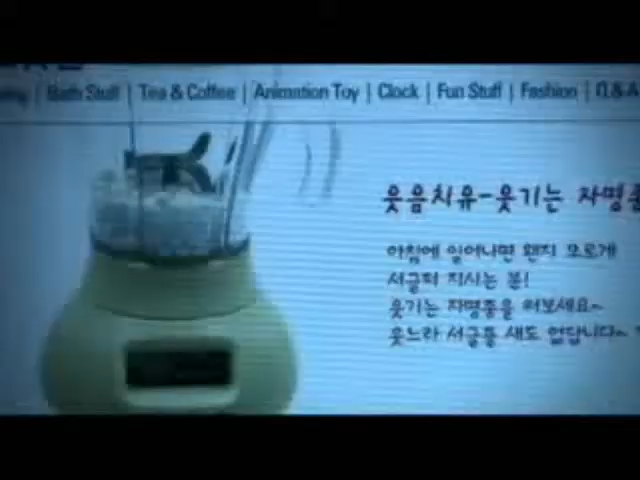 Bath Stuff | Tea & Coffee | Animation Toy | Clock | Fun Stuff | Fashion | Q & A
웃음치유-웃기는 자명종
아침에 일어나면 왠지 모르게
서글퍼 지시는 분!
웃기는 자명종을 써보세요~
웃느라 서글플 새도 없답니다~